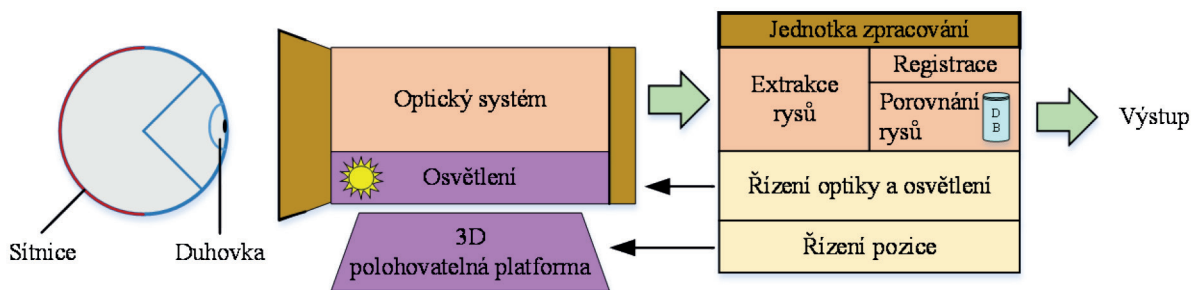 Jednotka zpracování
Optický systém
Extrakce
rysů
Registrace
Porovnání
rysů
D
B
Výstup
Osvětlení
Řízení optiky a osvětlení
Sítnice
Duhovka
3D
polohovatelná platforma
Řízení pozice